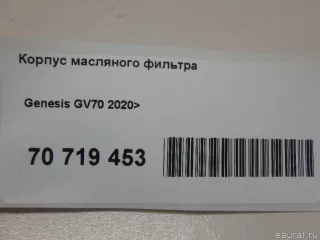 Корпус масляного фильтра
Genesis GV70 2020>
70 719 453
eaural.ru